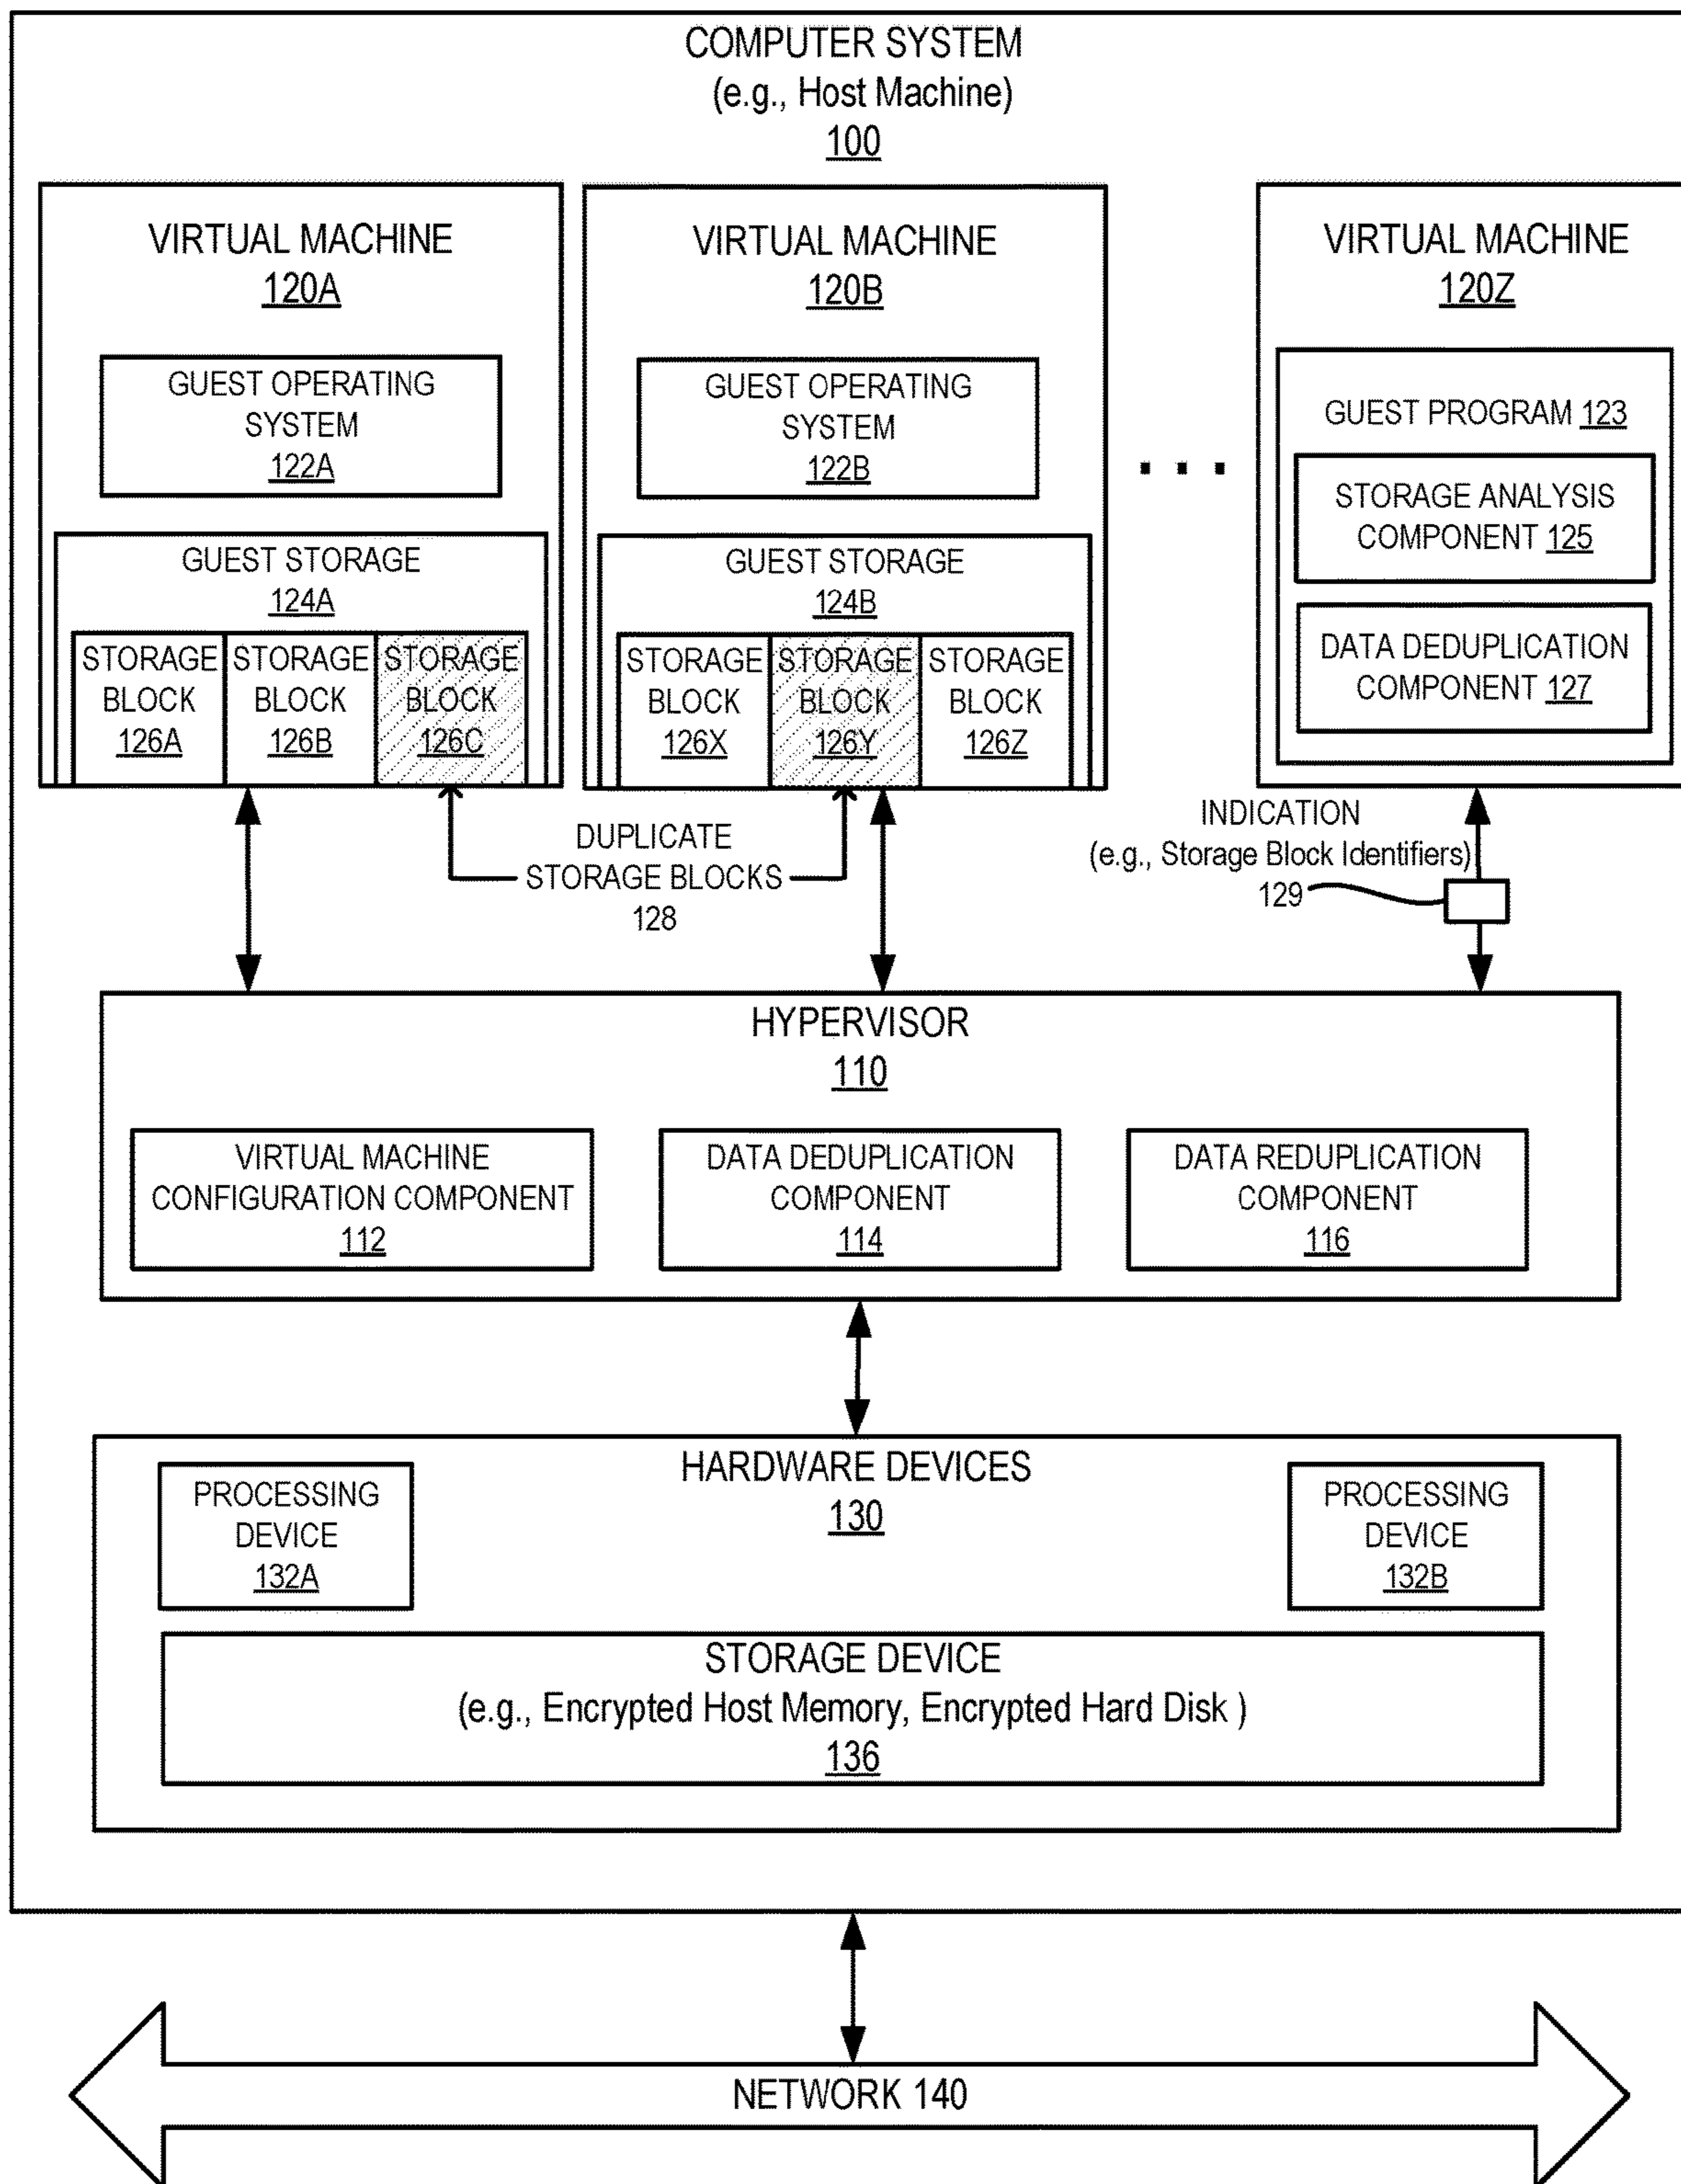 COMPUTER SYSTEM
(e.g., Host Machine)
100
VIRTUAL MACHINE
120A
GUEST OPERATING
SYSTEM
122A
GUEST STORAGE
124A
STORAGE
BLOCK
126A
STORAGE
BLOCK
126B
STORAGE
BLOCK
126C
VIRTUAL MACHINE
120B
GUEST OPERATING
SYSTEM
122B
GUEST STORAGE
124B
STORAGE
BLOCK
126X
STORAGE
BLOCK
126Y
STORAGE
BLOCK
126Z
VIRTUAL MACHINE
120Z
GUEST PROGRAM 123
STORAGE ANALYSIS
COMPONENT 125
DATA DEDUPLICATION
COMPONENT 127
DUPLICATE
STORAGE BLOCKS
128
INDICATION
(e.g., Storage Block Identifiers)
129
HYPERVISOR
110
VIRTUAL MACHINE
CONFIGURATION COMPONENT
112
DATA DEDUPLICATION
COMPONENT
114
DATA REDUPLICATION
COMPONENT
116
HARDWARE DEVICES
130
PROCESSING
DEVICE
132A
PROCESSING
DEVICE
132B
STORAGE DEVICE
(e.g., Encrypted Host Memory, Encrypted Hard Disk )
136
NETWORK 140